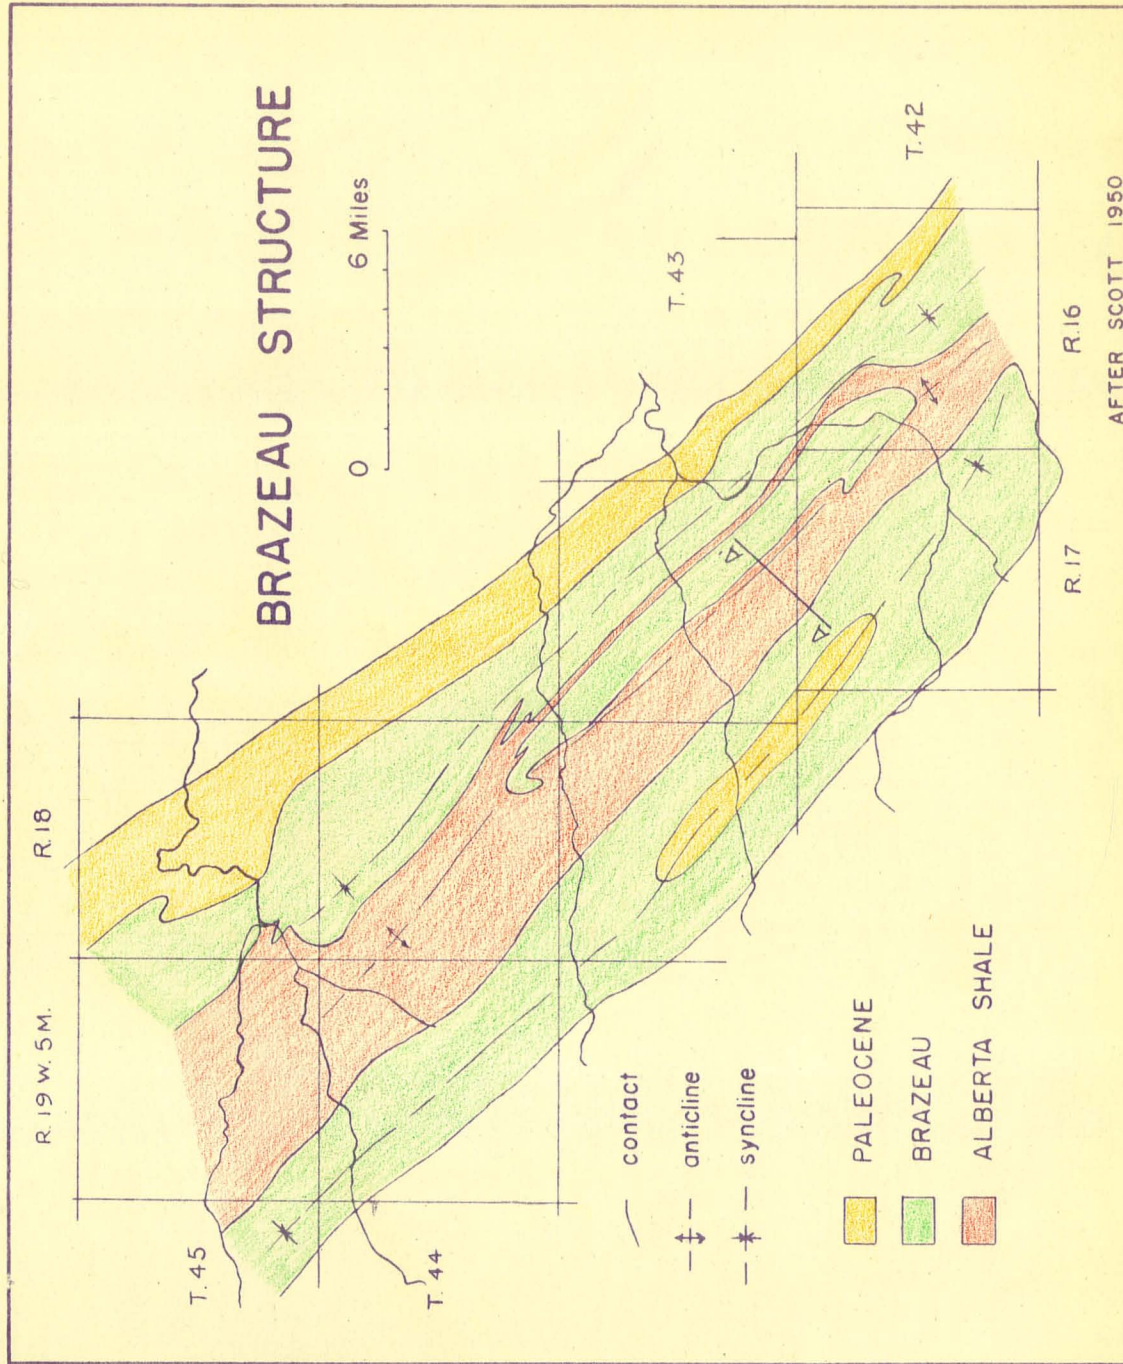 BRAZEAU STRUCTURE
0 6 Miles
R. 19 W. 5 M.
R. 18
T. 45
T. 44
T. 43
T. 42
A
A'
R. 17
R. 16
contact
anticline
syncline
PALEOCENE
BRAZEAU
ALBERTA SHALE
AFTER SCOTT 1950